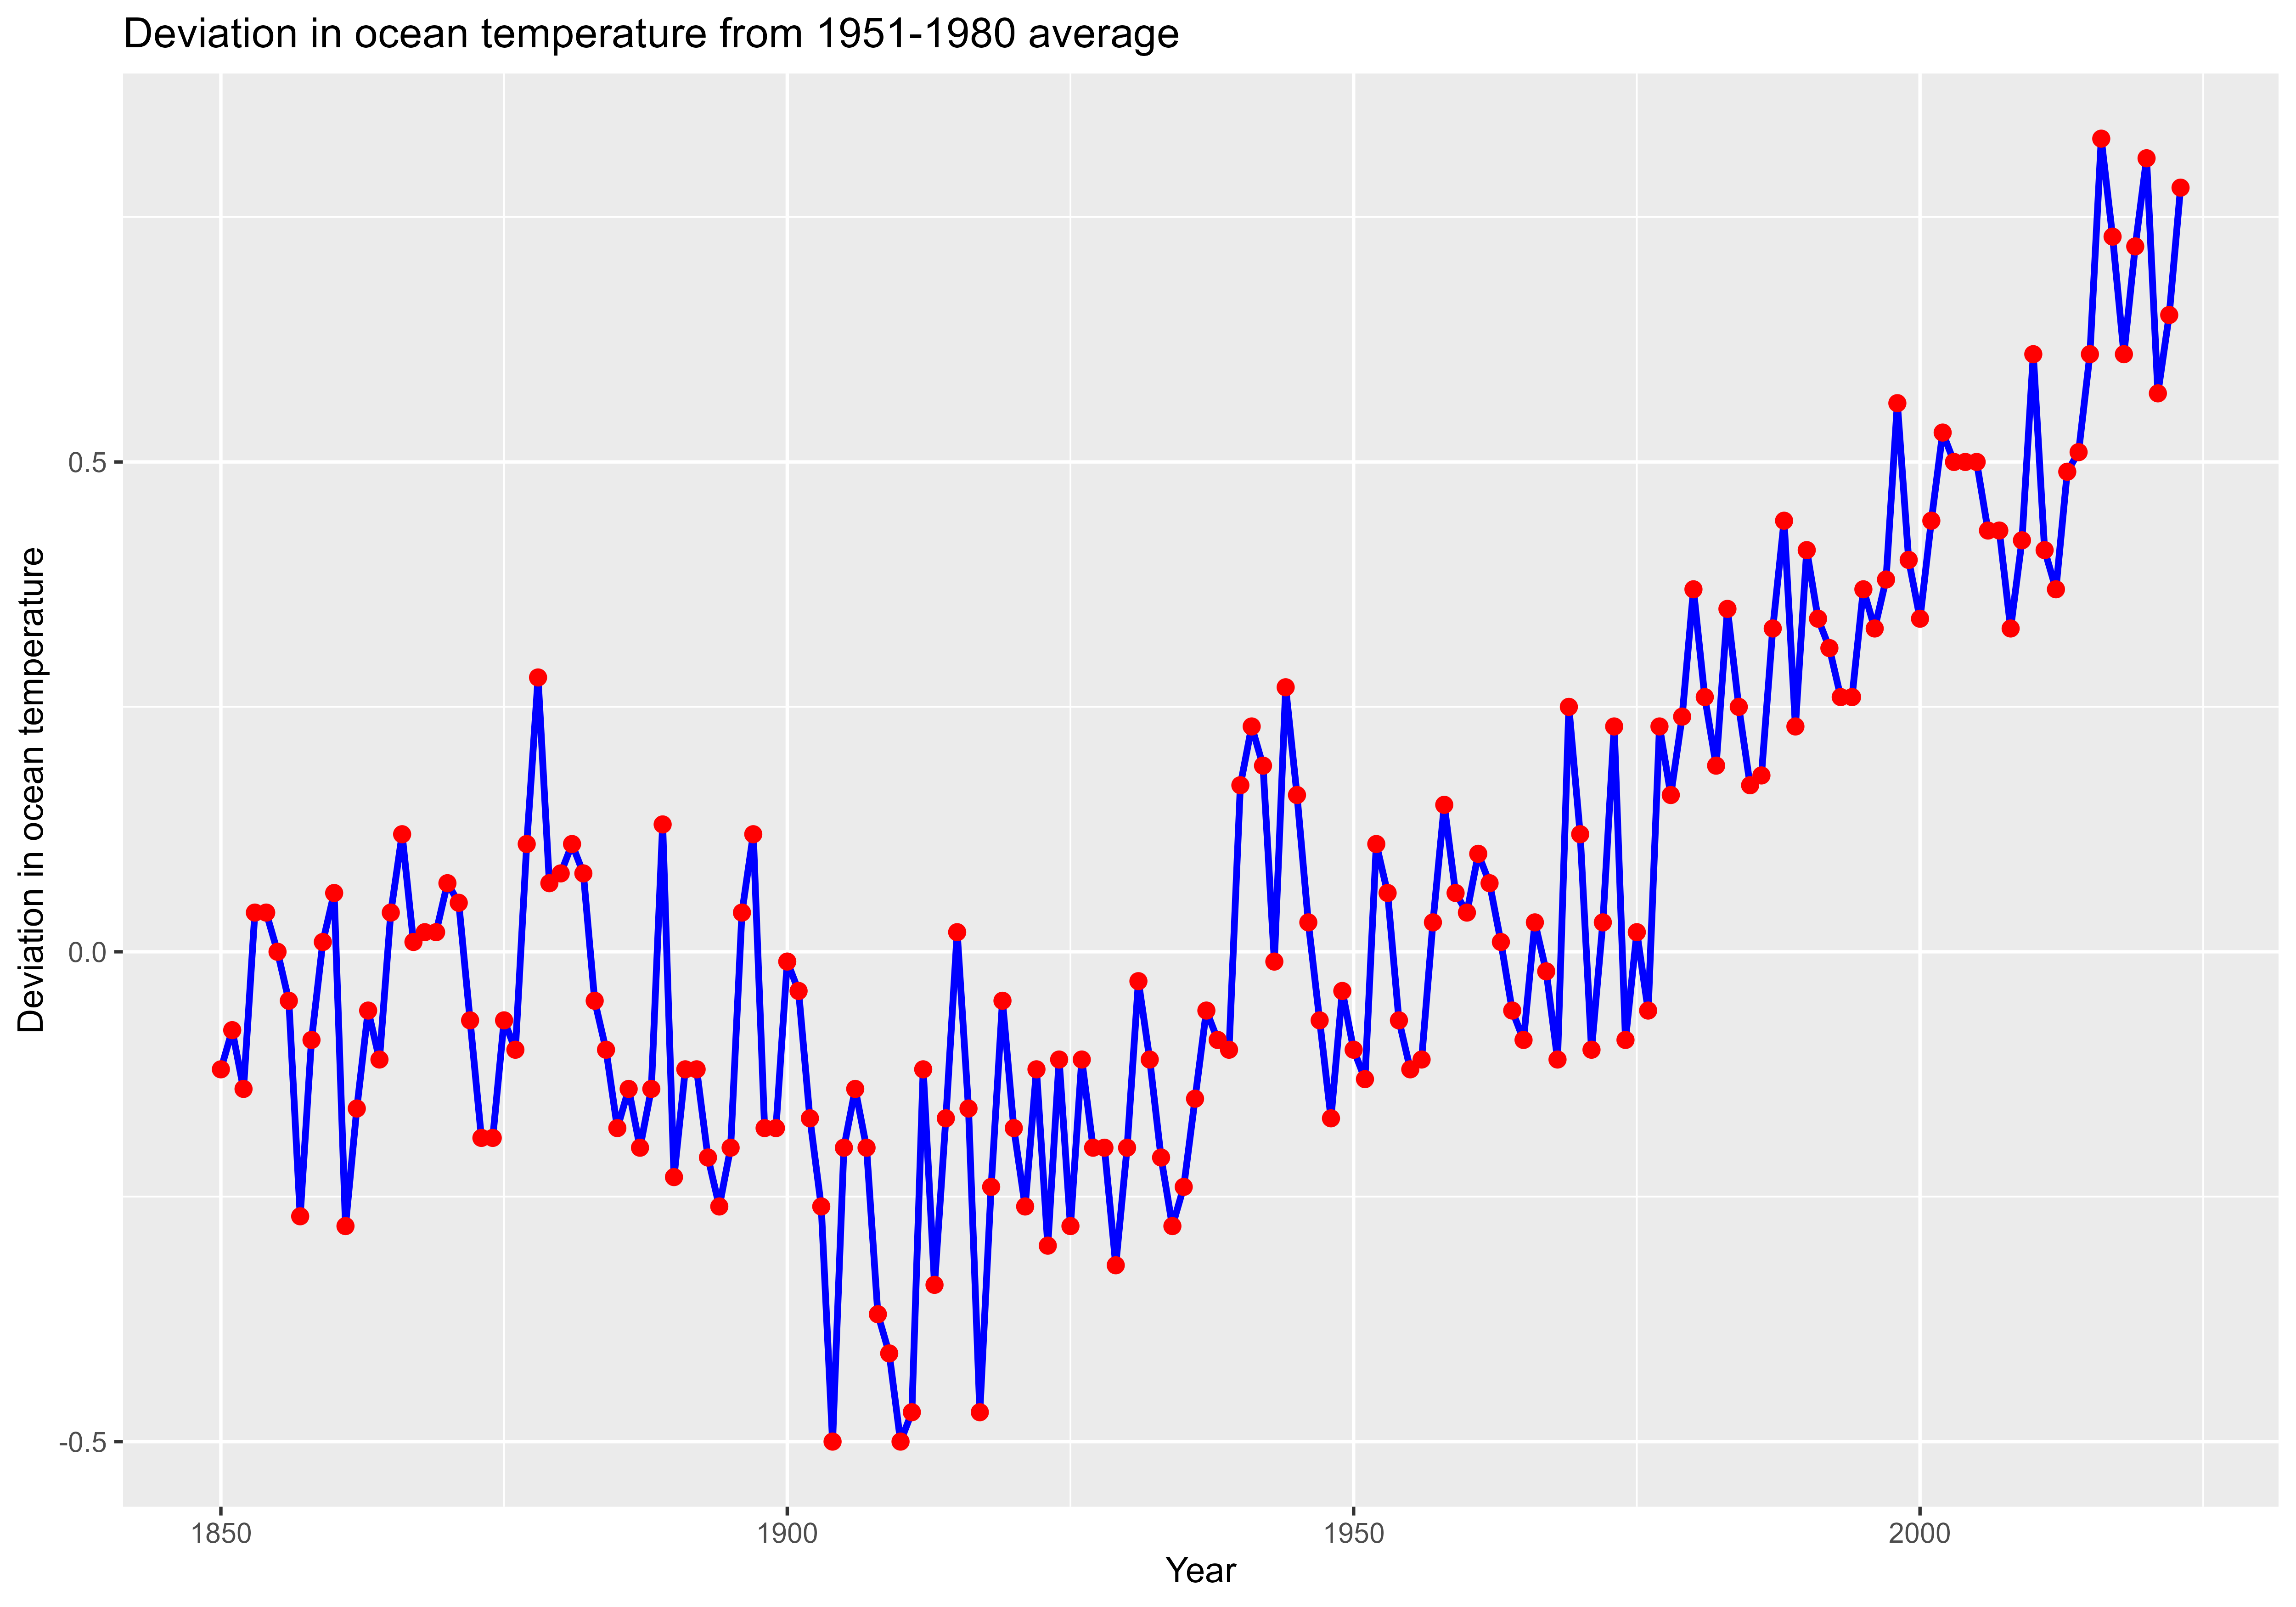 Deviation in ocean temperature from 1951-1980 average
Deviation in ocean temperature
0.5
0.0
-0.5
1850
1900
1950
2000
Year